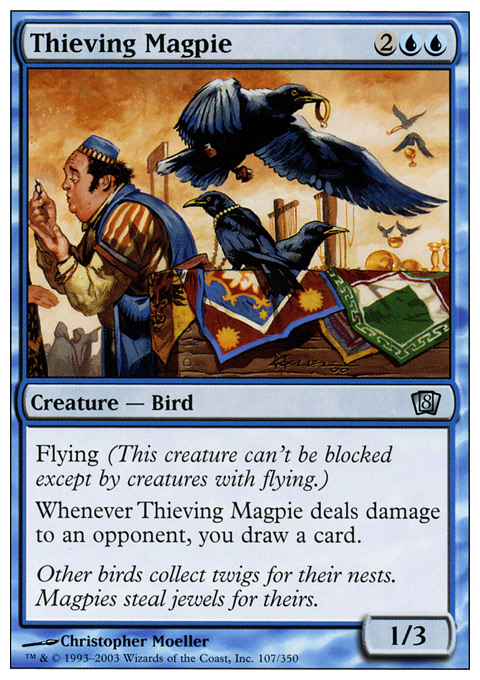 Thieving Magpie 2
Creature — Bird 8
Flying (This creature can't be blocked
except by creatures with flying.)
Whenever Thieving Magpie deals damage
to an opponent, you draw a card.
Other birds collect twigs for their nests.
Magpies steal jewels for theirs.
1/3
Christopher Moeller
™ & © 1993–2003 Wizards of the Coast, Inc. 107/350